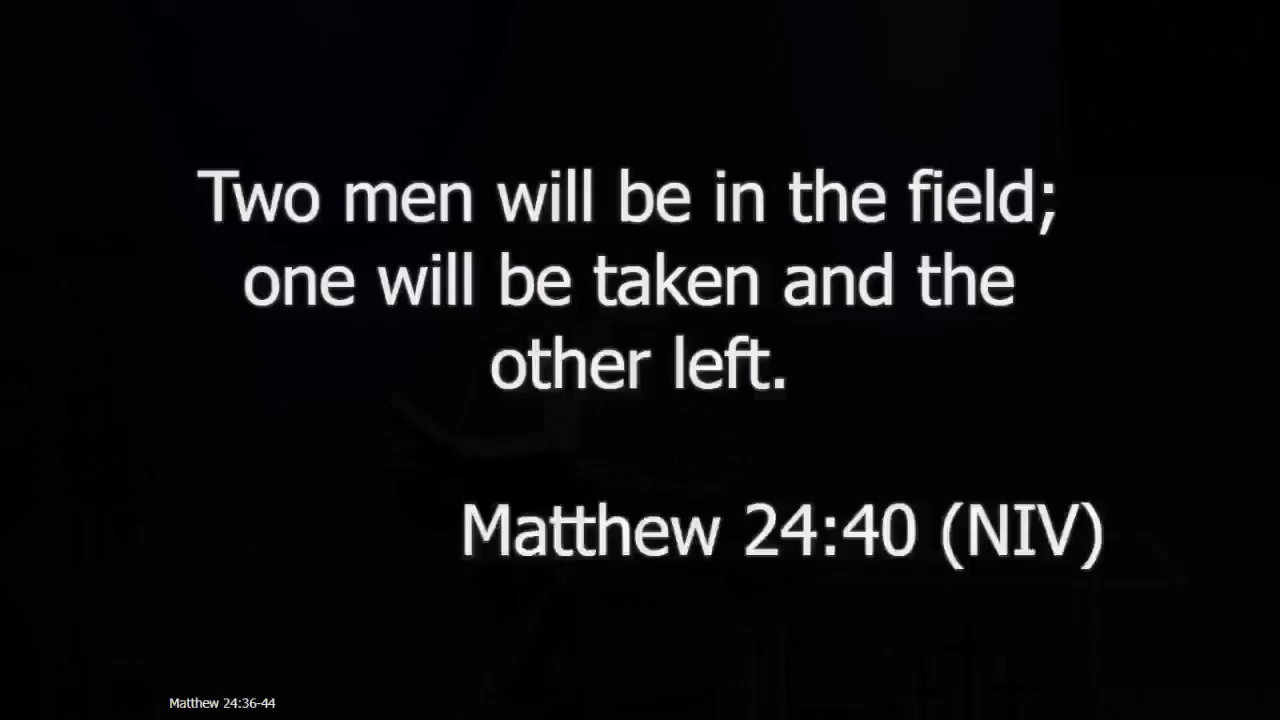 Two men will be in the field;
one will be taken and the
other left.
Matthew 24:40 (NIV)
Matthew 24:36-44